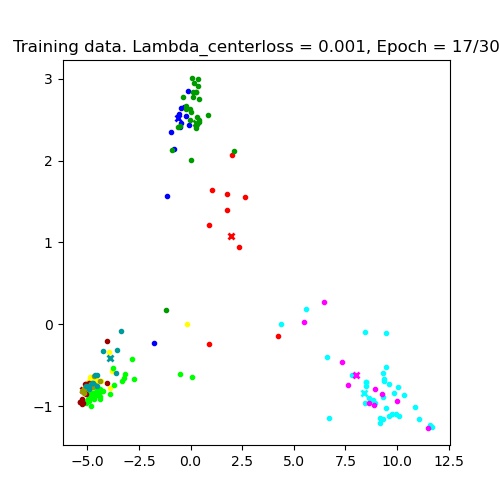 Training data. Lambda_centerloss = 0.001, Epoch = 17/30
3
2
1
0
−1
−5.0 −2.5 0.0 2.5 5.0 7.5 10.0 12.5